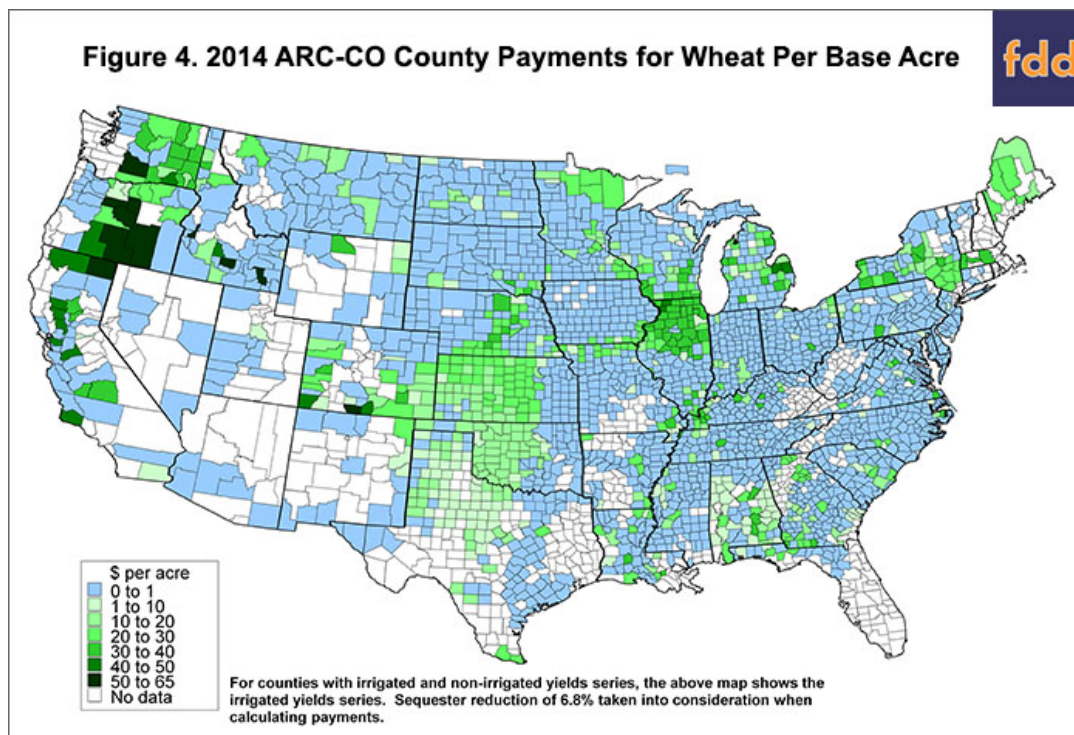 Figure 4. 2014 ARC-CO County Payments for Wheat Per Base Acre
fdd
$ per acre
0 to 1
1 to 10
10 to 20
20 to 30
30 to 40
40 to 50
50 to 65
No data
For counties with irrigated and non-irrigated yields series, the above map shows the
irrigated yields series. Sequester reduction of 6.8% taken into consideration when
calculating payments.